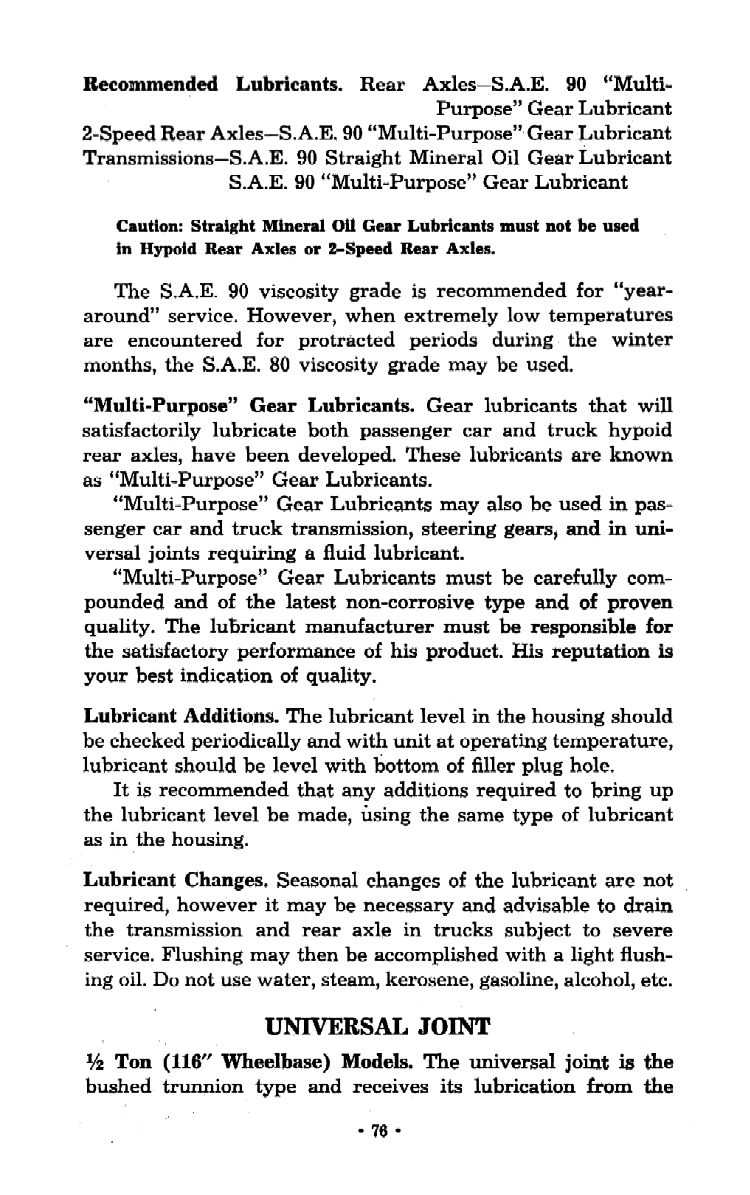 Recommended Lubricants. Rear Axles—S.A.E. 90 “Multi-
Purpose” Gear Lubricant
2-Speed Rear Axles—S.A.E. 90 “Multi-Purpose” Gear Lubricant
Transmissions—S.A.E. 90 Straight Mineral Oil Gear Lubricant
S.A.E. 90 “Multi-Purpose” Gear Lubricant
Caution: Straight Mineral Oil Gear Lubricants must not be used
in Hypoid Rear Axles or 2-Speed Rear Axles.
The S.A.E. 90 viscosity grade is recommended for “year-
around” service. However, when extremely low temperatures
are encountered for protracted periods during the winter
months, the S.A.E. 80 viscosity grade may be used.
“Multi-Purpose” Gear Lubricants. Gear lubricants that will
satisfactorily lubricate both passenger car and truck hypoid
rear axles, have been developed. These lubricants are known
as “Multi-Purpose” Gear Lubricants.
“Multi-Purpose” Gear Lubricants may also be used in pas-
senger car and truck transmission, steering gears, and in uni-
versal joints requiring a fluid lubricant.
“Multi-Purpose” Gear Lubricants must be carefully com-
pounded and of the latest non-corrosive type and of proven
quality. The lubricant manufacturer must be responsible for
the satisfactory performance of his product. His reputation is
your best indication of quality.
Lubricant Additions. The lubricant level in the housing should
be checked periodically and with unit at operating temperature,
lubricant should be level with bottom of filler plug hole.
It is recommended that any additions required to bring up
the lubricant level be made, using the same type of lubricant
as in the housing.
Lubricant Changes. Seasonal changes of the lubricant are not
required, however it may be necessary and advisable to drain
the transmission and rear axle in trucks subject to severe
service. Flushing may then be accomplished with a light flush-
ing oil. Do not use water, steam, kerosene, gasoline, alcohol, etc.
UNIVERSAL JOINT
½ Ton (116″ Wheelbase) Models. The universal joint is the
bushed trunnion type and receives its lubrication from the
• 76 •